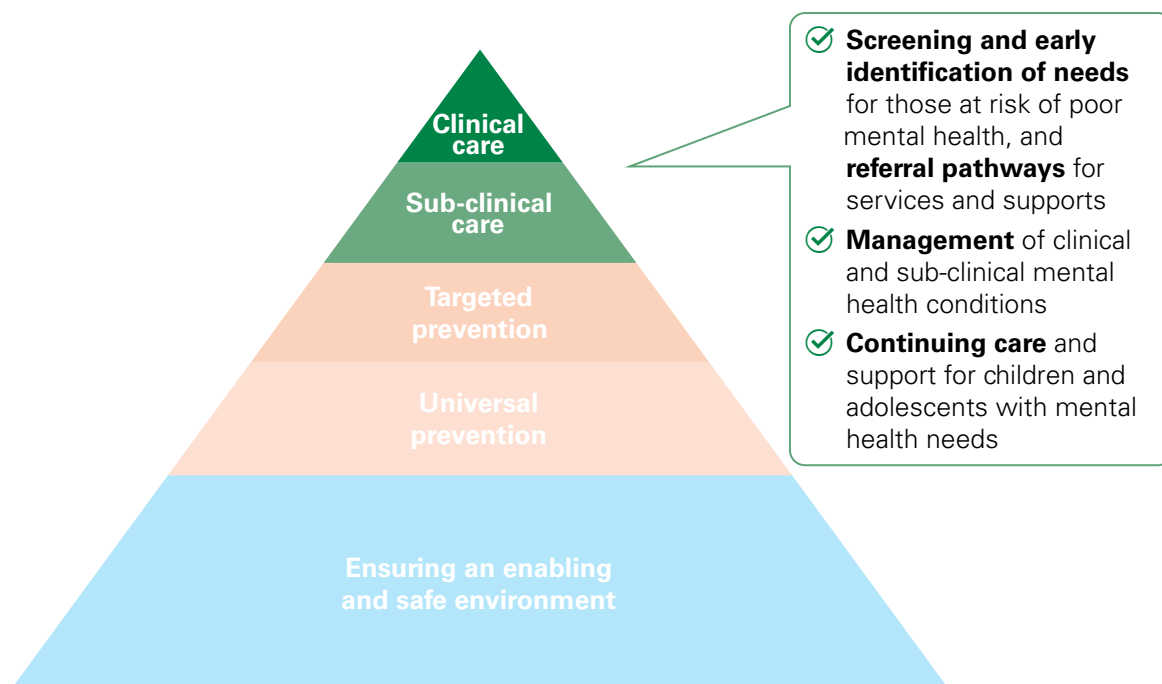 Clinical
care
Sub-clinical
care
Targeted
prevention
Universal
prevention
Ensuring an enabling
and safe environment
Screening and early
identification of needs
for those at risk of poor
mental health, and
referral pathways for
services and supports
Management of clinical
and sub-clinical mental
health conditions
Continuing care and
support for children and
adolescents with mental
health needs